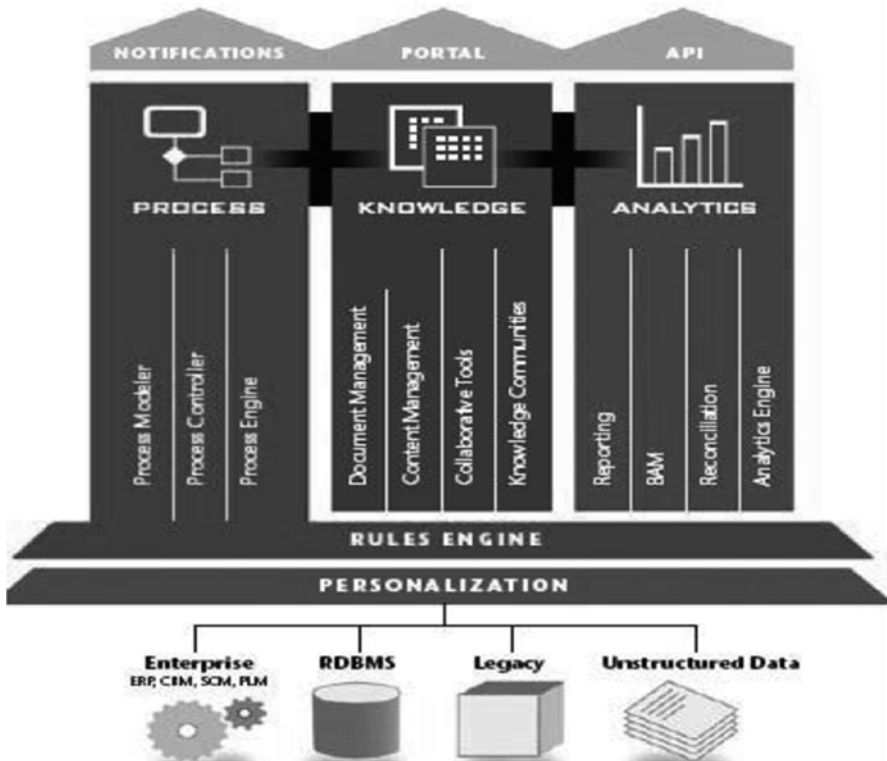 NOTIFICATIONS
PORTAL
API
PROCESS
KNOWLEDGE
ANALYTICS
Process Modeler
Process Controller
Process Engine
Document Management
Content Management
Collaborative Tools
Knowledge Communities
Reporting
BAM
Reconciliation
Analytics Engine
RULES ENGINE
PERSONALIZATION
Enterprise
ERP, CRM, SCM, PLM
RDBMS
Legacy
Unstructured Data